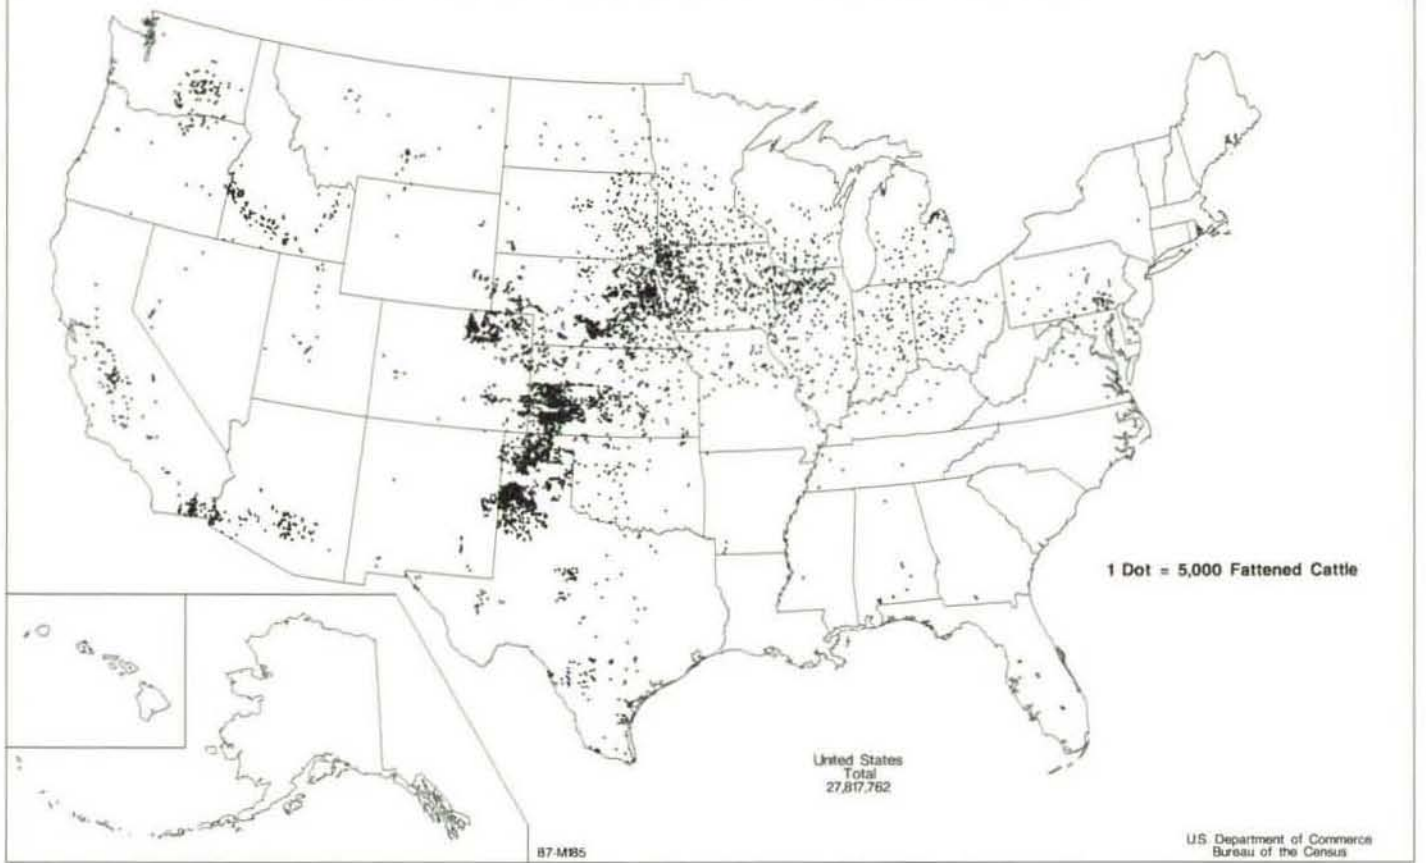 1 Dot = 5,000 Fattened Cattle
United States
Total
27,817,762
87-M185
U.S. Department of Commerce
Bureau of the Census